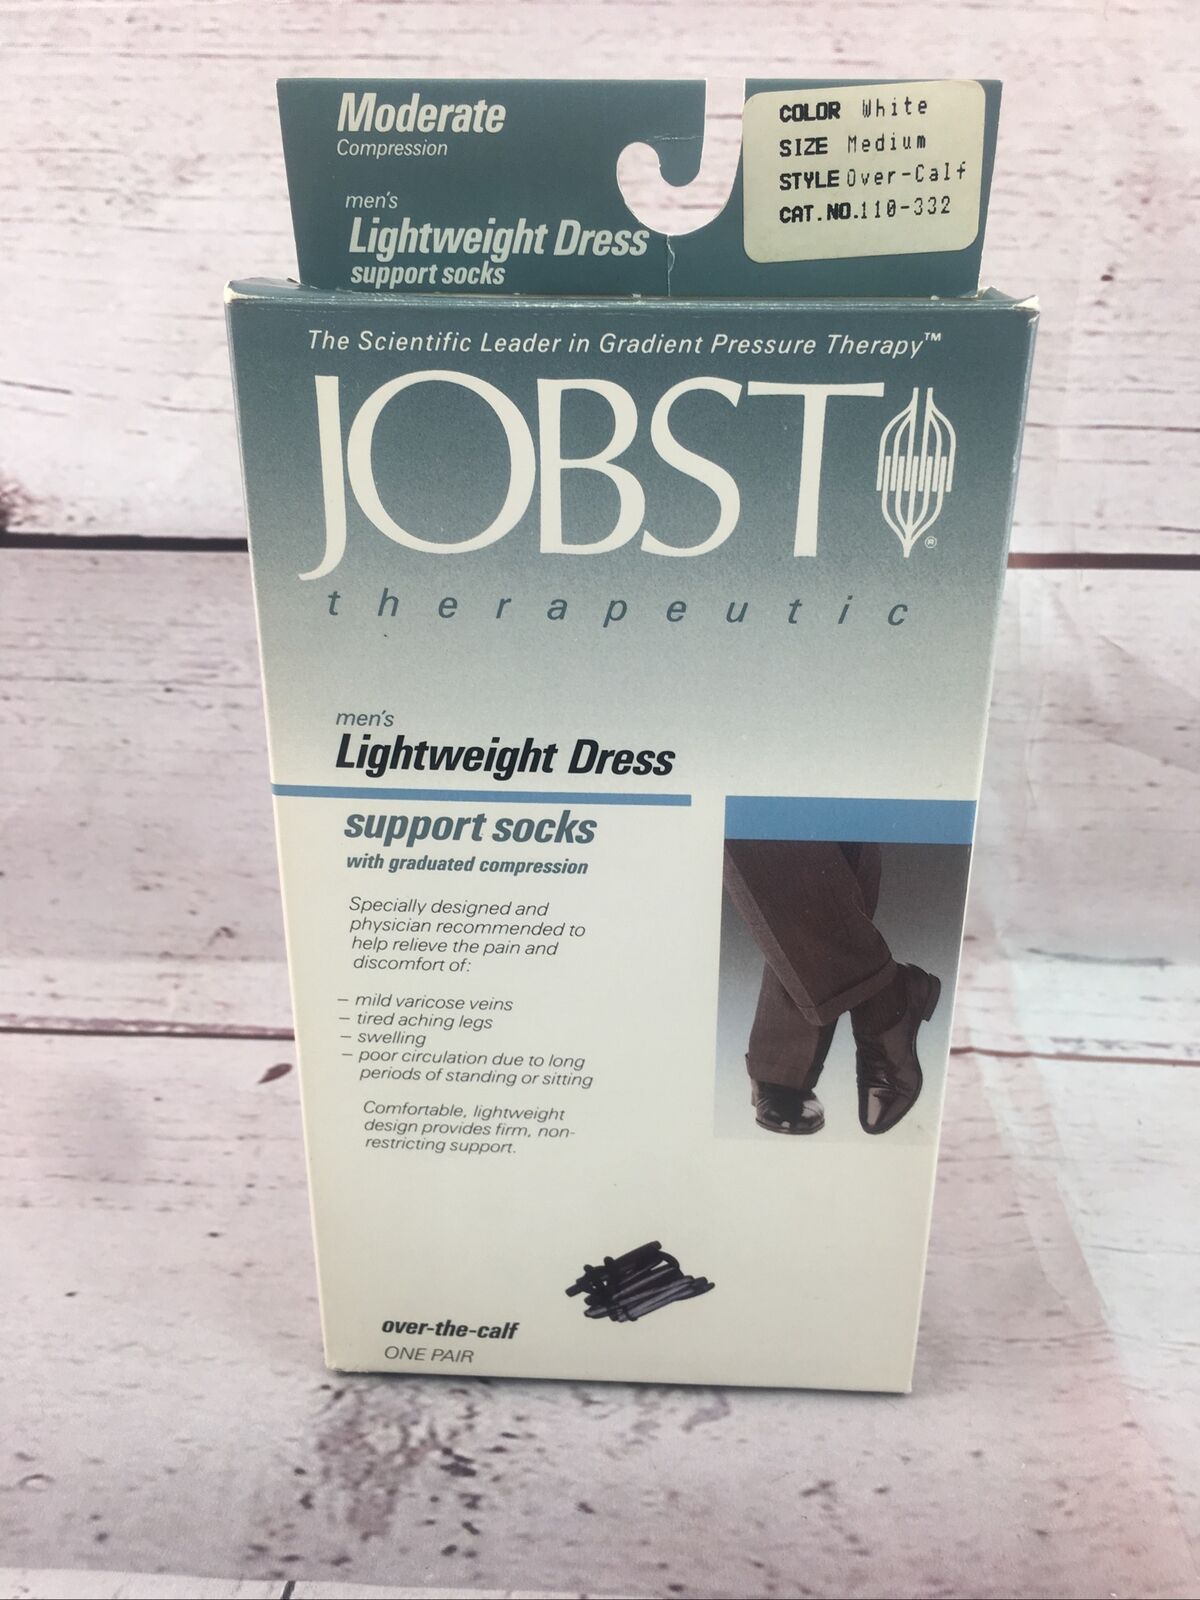 Moderate
Compression
men's
Lightweight Dress
support socks
COLOR White
SIZE Medium
STYLE Over-Calf
CAT.NO.110-332
The Scientific Leader in Gradient Pressure Therapy™
JOBST®
therapeutic
men's
Lightweight Dress
support socks
with graduated compression
Specially designed and
physician recommended to
help relieve the pain and
discomfort of:
– mild varicose veins
– tired aching legs
– swelling
– poor circulation due to long
periods of standing or sitting
Comfortable, lightweight
design provides firm, non-
restricting support.
over-the-calf
ONE PAIR